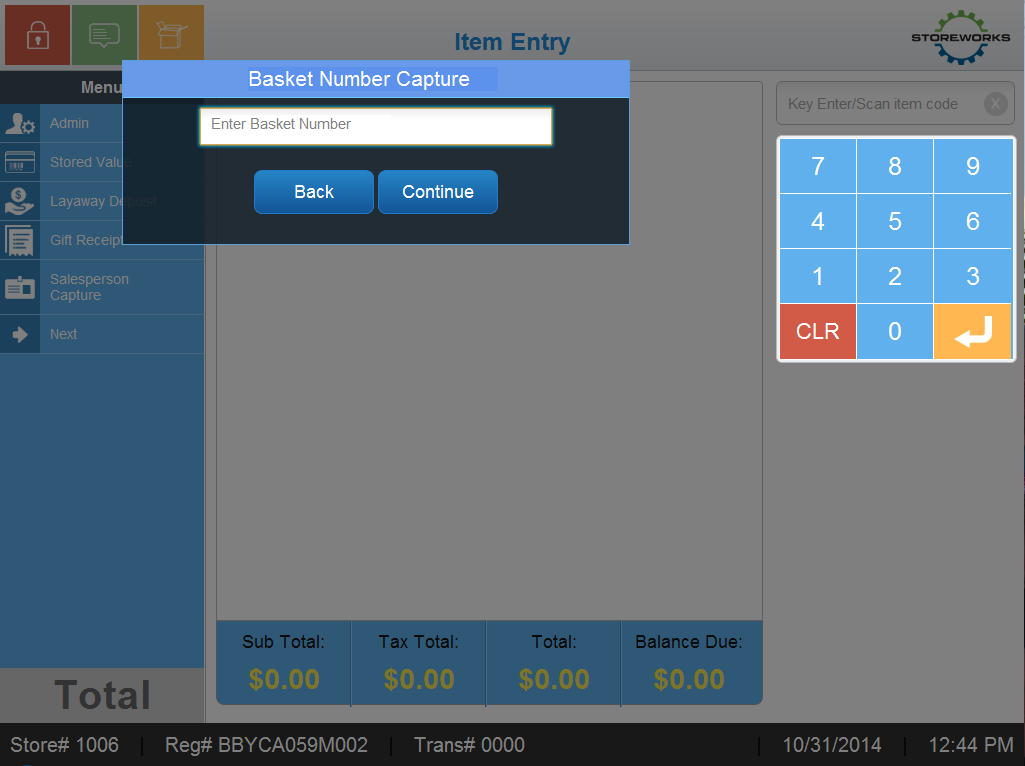 Item Entry
STOREWORKS
Menu
Basket Number Capture
Enter Basket Number
Back
Continue
Key Enter/Scan item code
X
Admin
Stored Value
Layaway Deposit
Gift Receipt
Salesperson
Capture
Next
7 8 9
4 5 6
1 2 3
CLR 0
Sub Total: Tax Total: Total: Balance Due:
$0.00 $0.00 $0.00 $0.00
Total
Store# 1006 | Reg# BBYCA059M002 | Trans# 0000 | 10/31/2014 | 12:44 PM